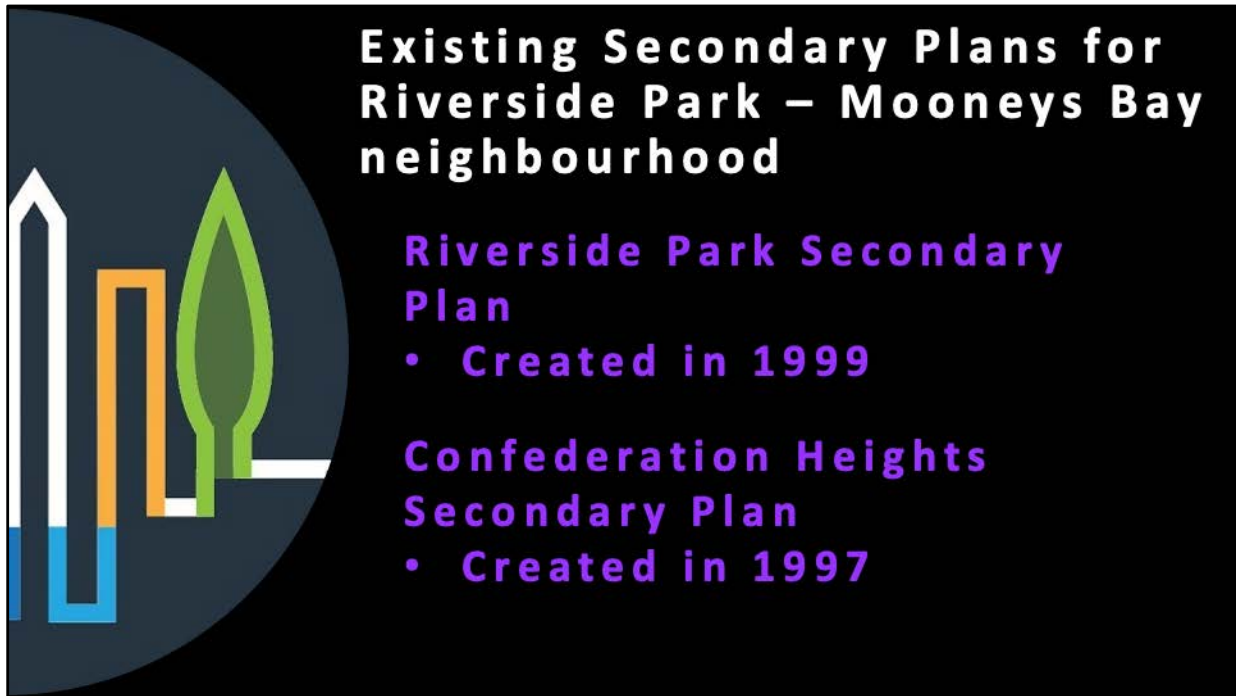 Existing Secondary Plans for
Riverside Park – Mooneys Bay
neighbourhood
Riverside Park Secondary
Plan
• Created in 1999
Confederation Heights
Secondary Plan
• Created in 1997